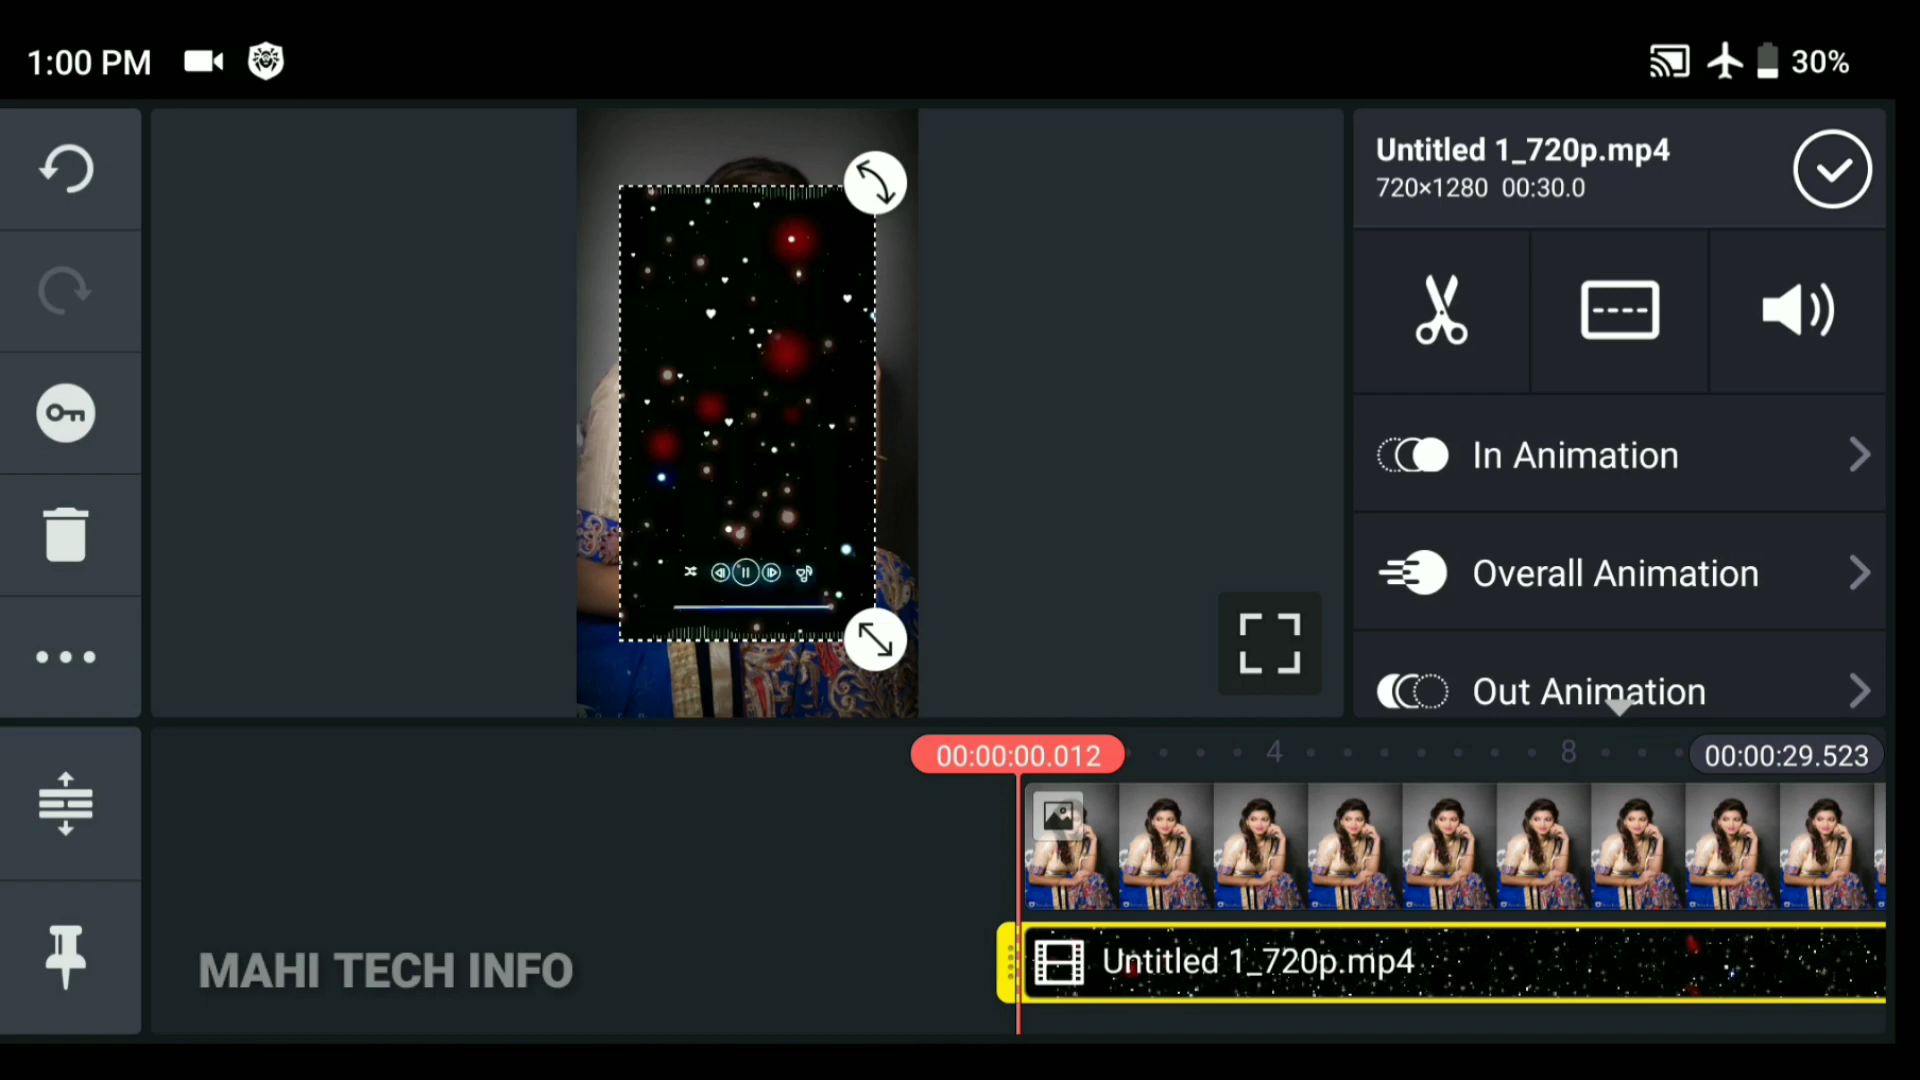 1:00 PM
30%
Untitled 1_720p.mp4
720×1280 00:30.0
In Animation
Overall Animation
Out Animation
00:00:00.012
4
8
00:00:29.523
Untitled 1_720p.mp4
MAHI TECH INFO